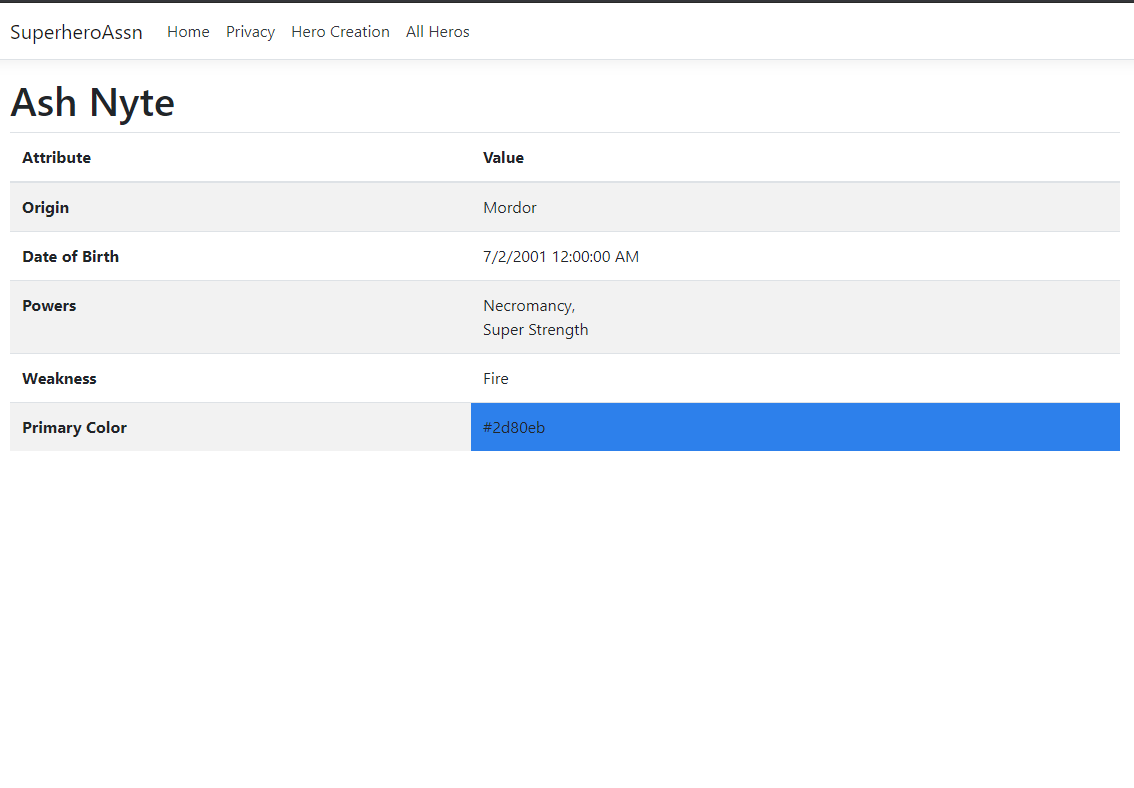 SuperheroAssn Home Privacy Hero Creation All Heros
Ash Nyte
Attribute Value
Origin Mordor
Date of Birth 7/2/2001 12:00:00 AM
Powers Necromancy,
Super Strength
Weakness Fire
Primary Color #2d80eb